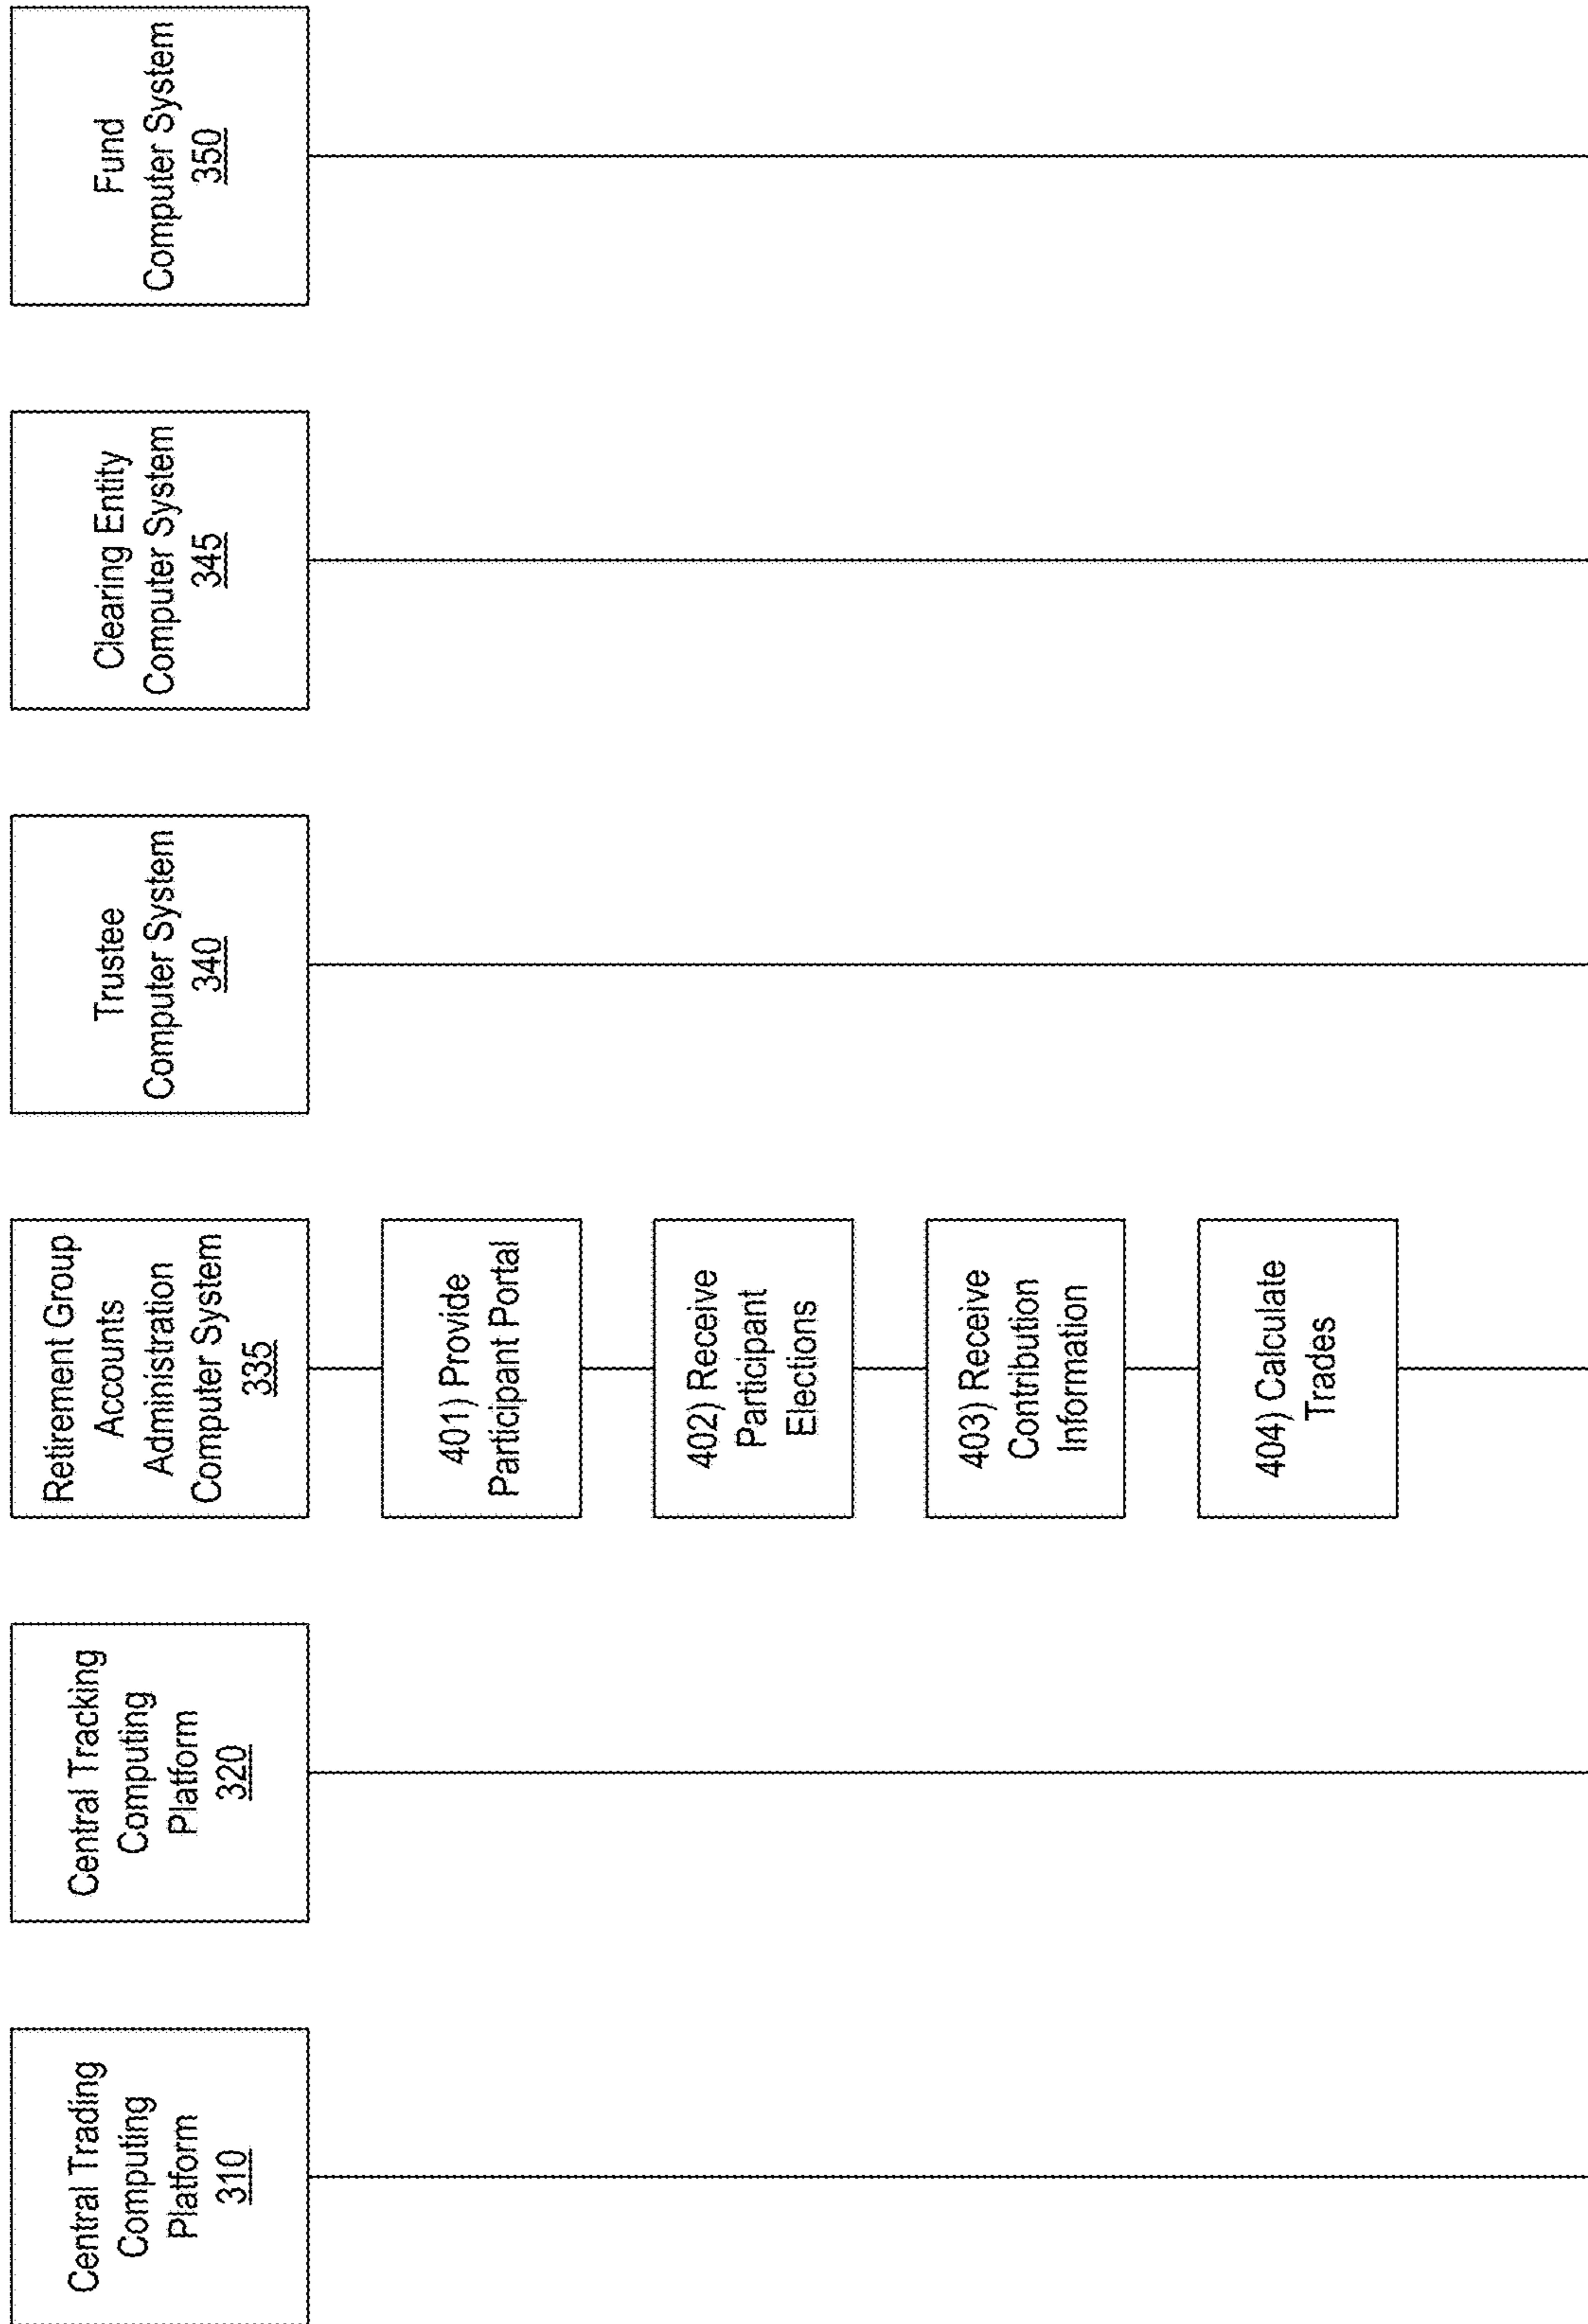 Central Trading
Computing
Platform
310
Central Tracking
Computing
Platform
320
Retirement Group
Accounts
Administration
Computer System
335
Trustee
Computer System
340
Clearing Entity
Computer System
345
Fund
Computer System
350
401) Provide
Participant Portal
402) Receive
Participant
Elections
403) Receive
Contribution
Information
404) Calculate
Trades